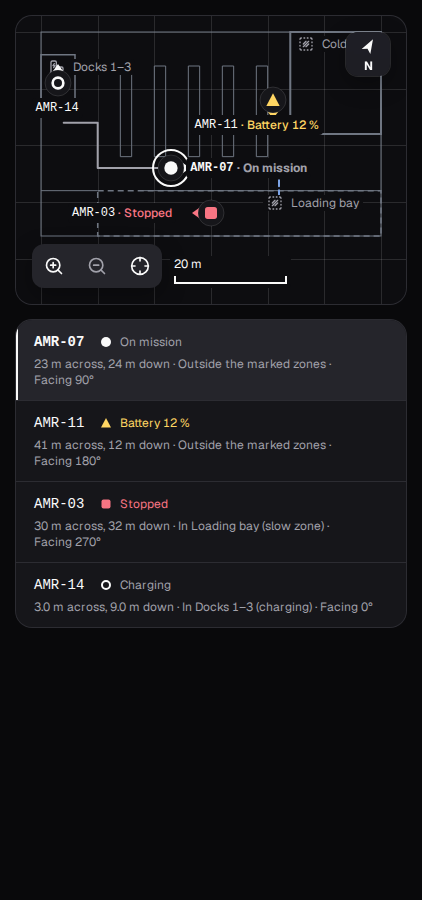 Cold
N
Docks 1–3
AMR-14
AMR-11 · Battery 12 %
AMR-07 · On mission
AMR-03 · Stopped
Loading bay
20 m
AMR-07 On mission
23 m across, 24 m down · Outside the marked zones ·
Facing 90°
AMR-11 Battery 12 %
41 m across, 12 m down · Outside the marked zones ·
Facing 180°
AMR-03 Stopped
30 m across, 32 m down · In Loading bay (slow zone) ·
Facing 270°
AMR-14 Charging
3.0 m across, 9.0 m down · In Docks 1–3 (charging) · Facing 0°